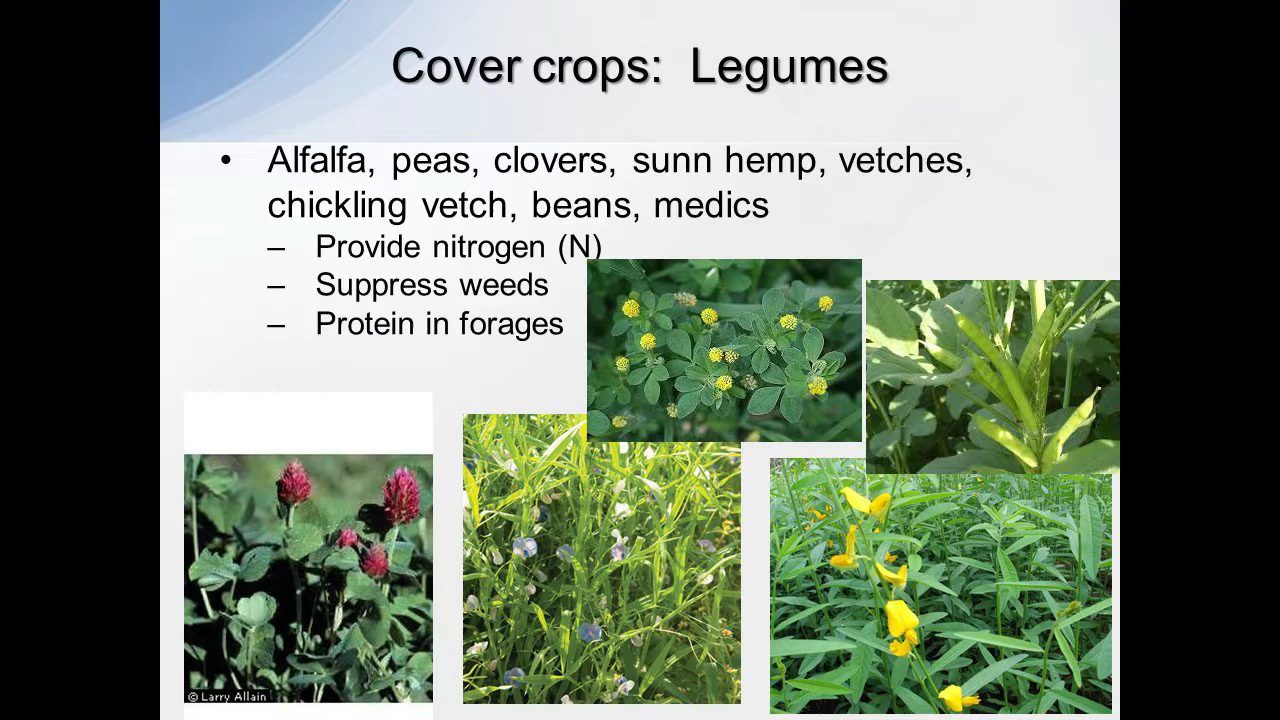 Cover crops: Legumes
• Alfalfa, peas, clovers, sunn hemp, vetches,
chickling vetch, beans, medics
– Provide nitrogen (N)
– Suppress weeds
– Protein in forages
© Larry Allain